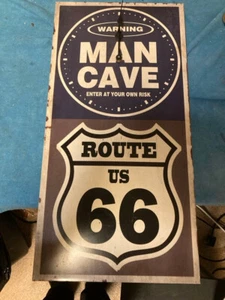 WARNING
MAN
CAVE
ENTER AT YOUR OWN RISK
ROUTE
US
66